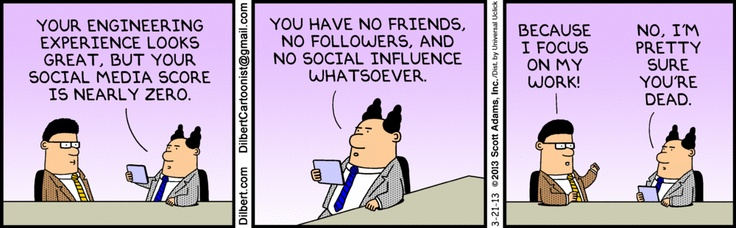 YOUR ENGINEERING
EXPERIENCE LOOKS
GREAT, BUT YOUR
SOCIAL MEDIA SCORE
IS NEARLY ZERO.
Dilbert.com DilbertCartoonist@gmail.com
YOU HAVE NO FRIENDS,
NO FOLLOWERS, AND
NO SOCIAL INFLUENCE
WHATSOEVER.
3-21-13 © 2013 Scott Adams, Inc. /Dist. by Universal Uclick
BECAUSE
I FOCUS
ON MY
WORK!
NO, I'M
PRETTY
SURE
YOU'RE
DEAD.